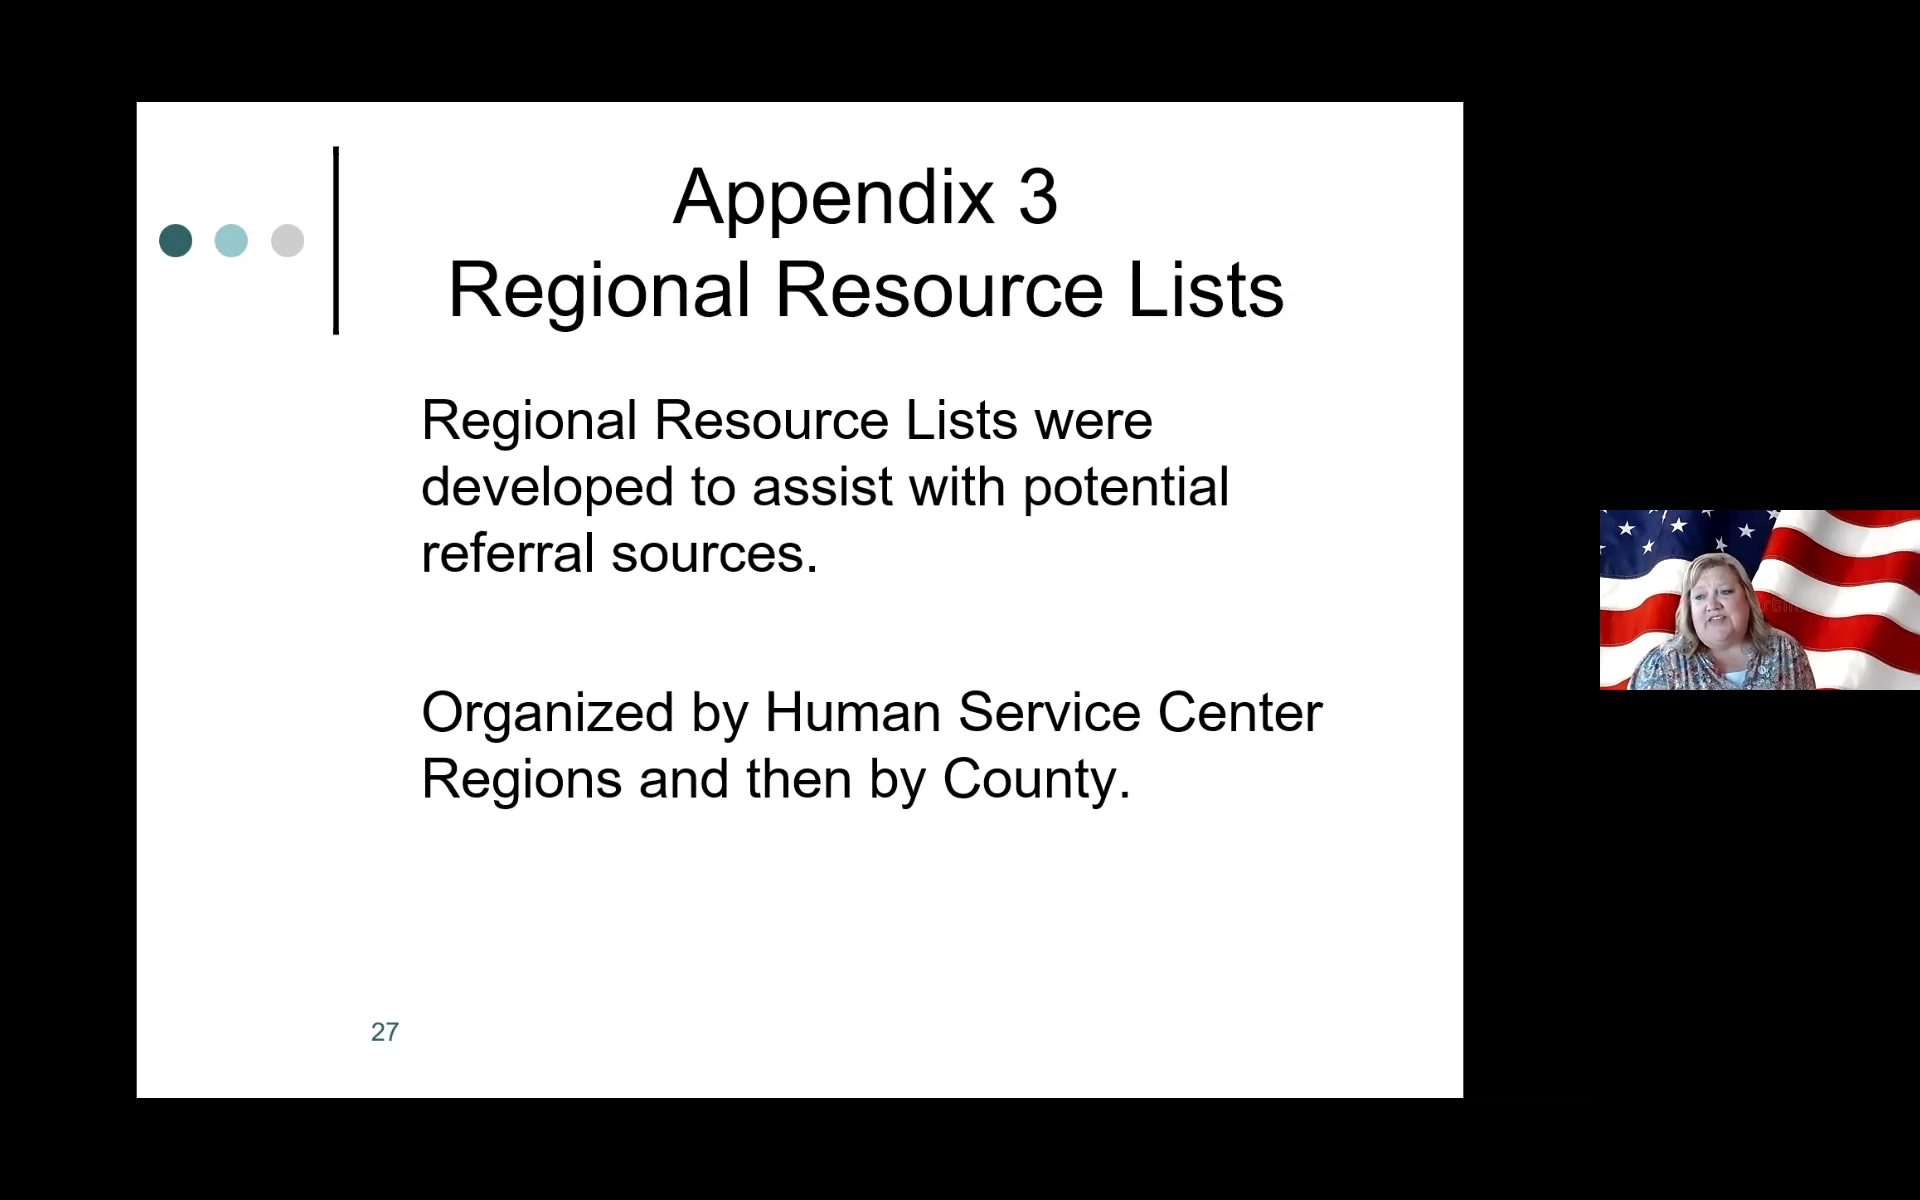 Appendix 3
Regional Resource Lists
Regional Resource Lists were
developed to assist with potential
referral sources.
Organized by Human Service Center
Regions and then by County.
27